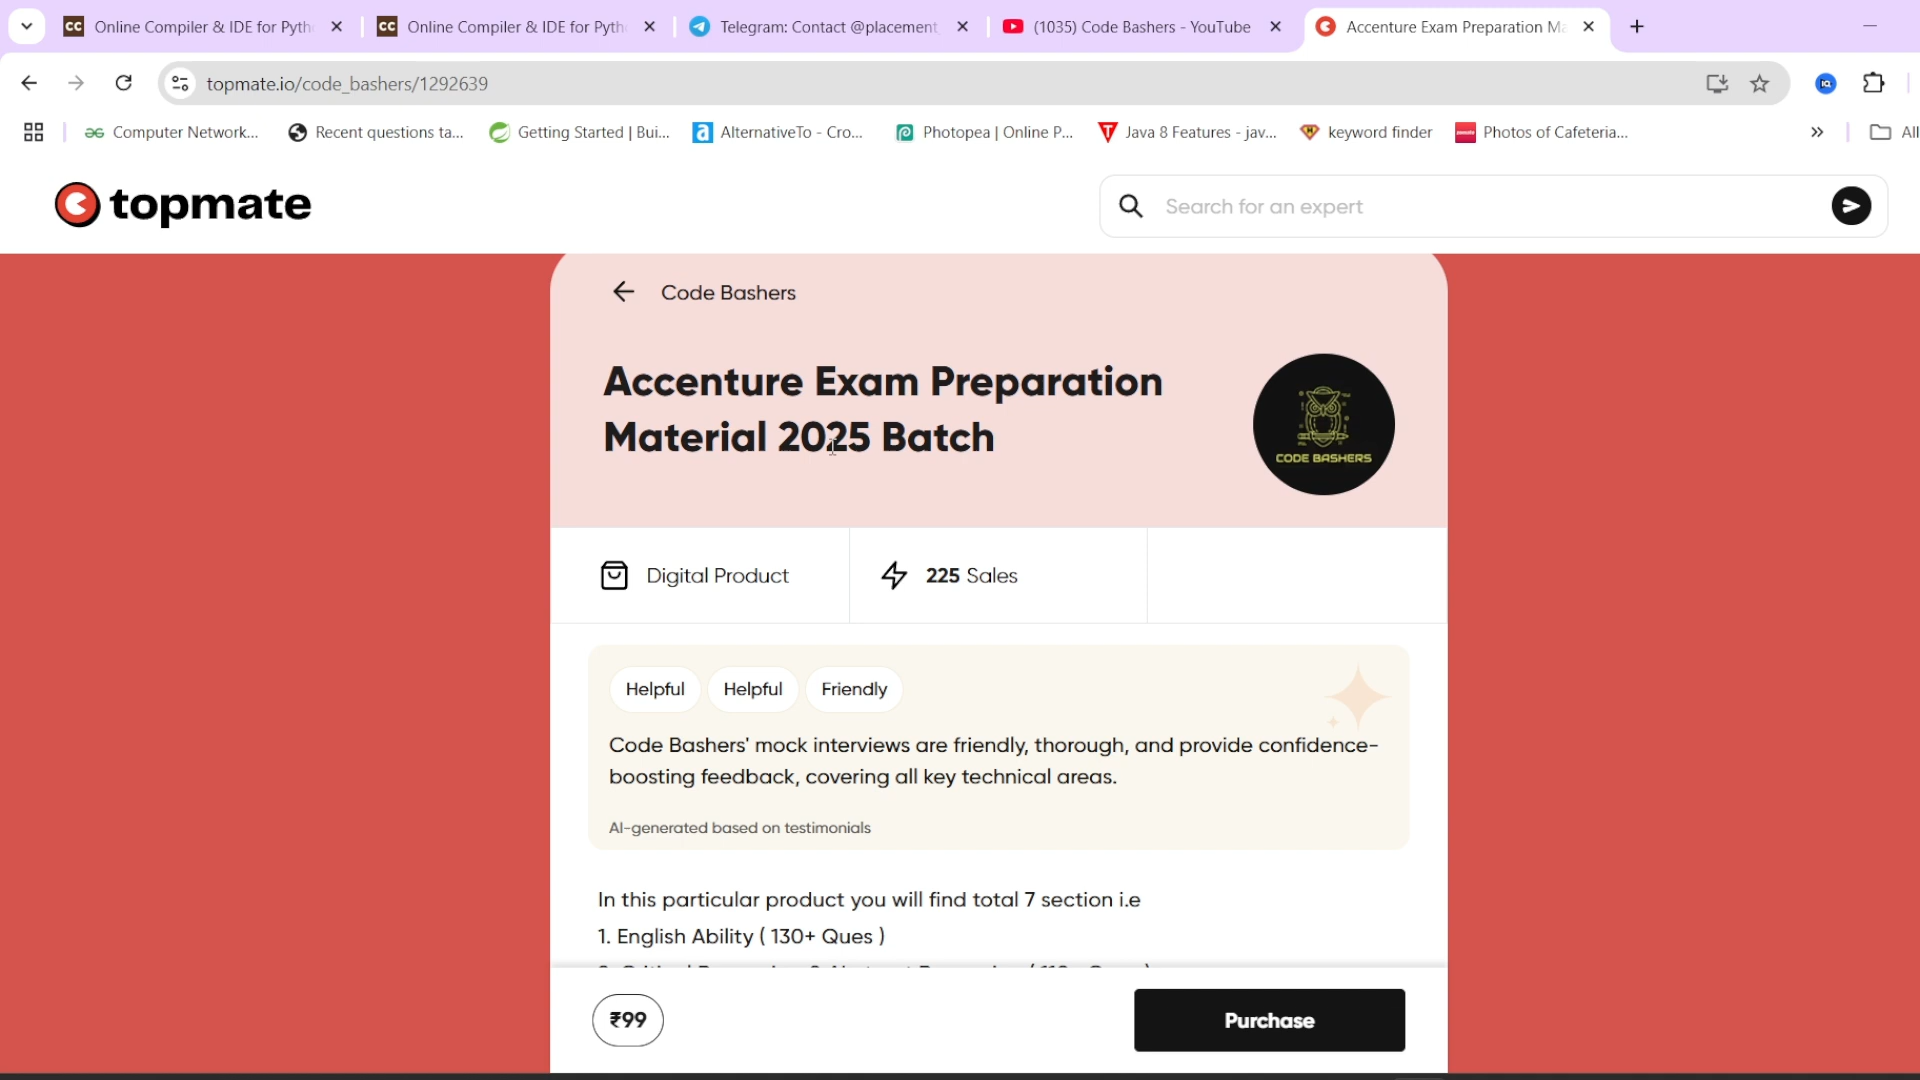 Online Compiler & IDE for Pyth
Online Compiler & IDE for Pyth
Telegram: Contact @placement_
(1035) Code Bashers - YouTube
Accenture Exam Preparation Ma
topmate.io/code_bashers/1292639
Computer Network...
Recent questions ta...
Getting Started | Bui...
AlternativeTo - Cro...
Photopea | Online P...
Java 8 Features - jav...
keyword finder
Photos of Cafeteria...
All
topmate
Search for an expert
Code Bashers
Accenture Exam Preparation
Material 2025 Batch
CODE BASHERS
Digital Product
225 Sales
Helpful
Helpful
Friendly
Code Bashers' mock interviews are friendly, thorough, and provide confidence-
boosting feedback, covering all key technical areas.
AI-generated based on testimonials
In this particular product you will find total 7 section i.e
1. English Ability ( 130+ Ques )
₹99
Purchase